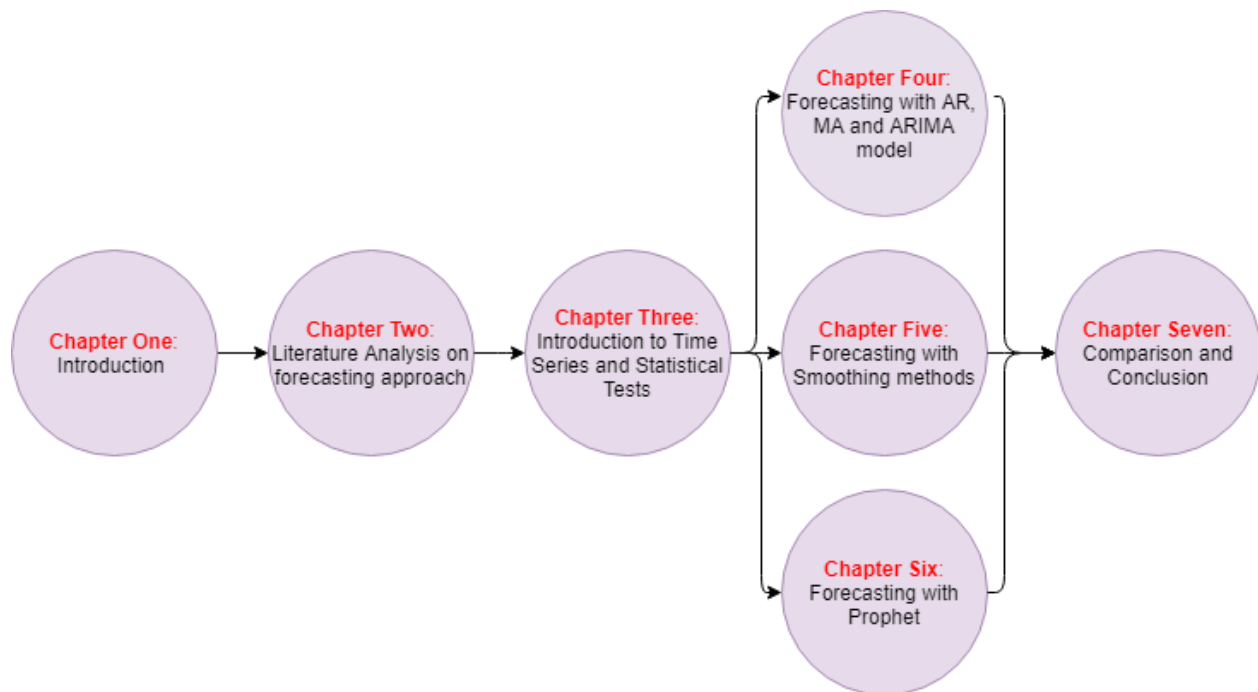 Chapter One:
Introduction
Chapter Two:
Literature Analysis on
forecasting approach
Chapter Three:
Introduction to Time
Series and Statistical
Tests
Chapter Four:
Forecasting with AR,
MA and ARIMA
model
Chapter Five:
Forecasting with
Smoothing methods
Chapter Six:
Forecasting with
Prophet
Chapter Seven:
Comparison and
Conclusion